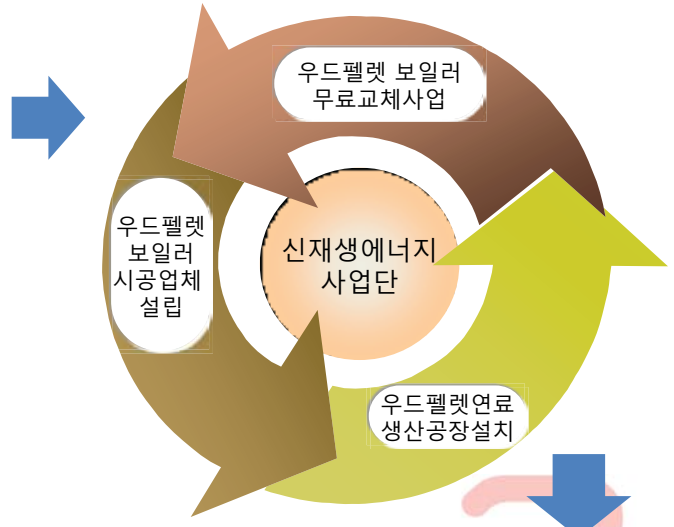 우드펠렛 보일러
무료교체사업
우드펠렛
보일러
시공업체
설립
신재생에너지
사업단
우드펠렛연료
생산공장설치